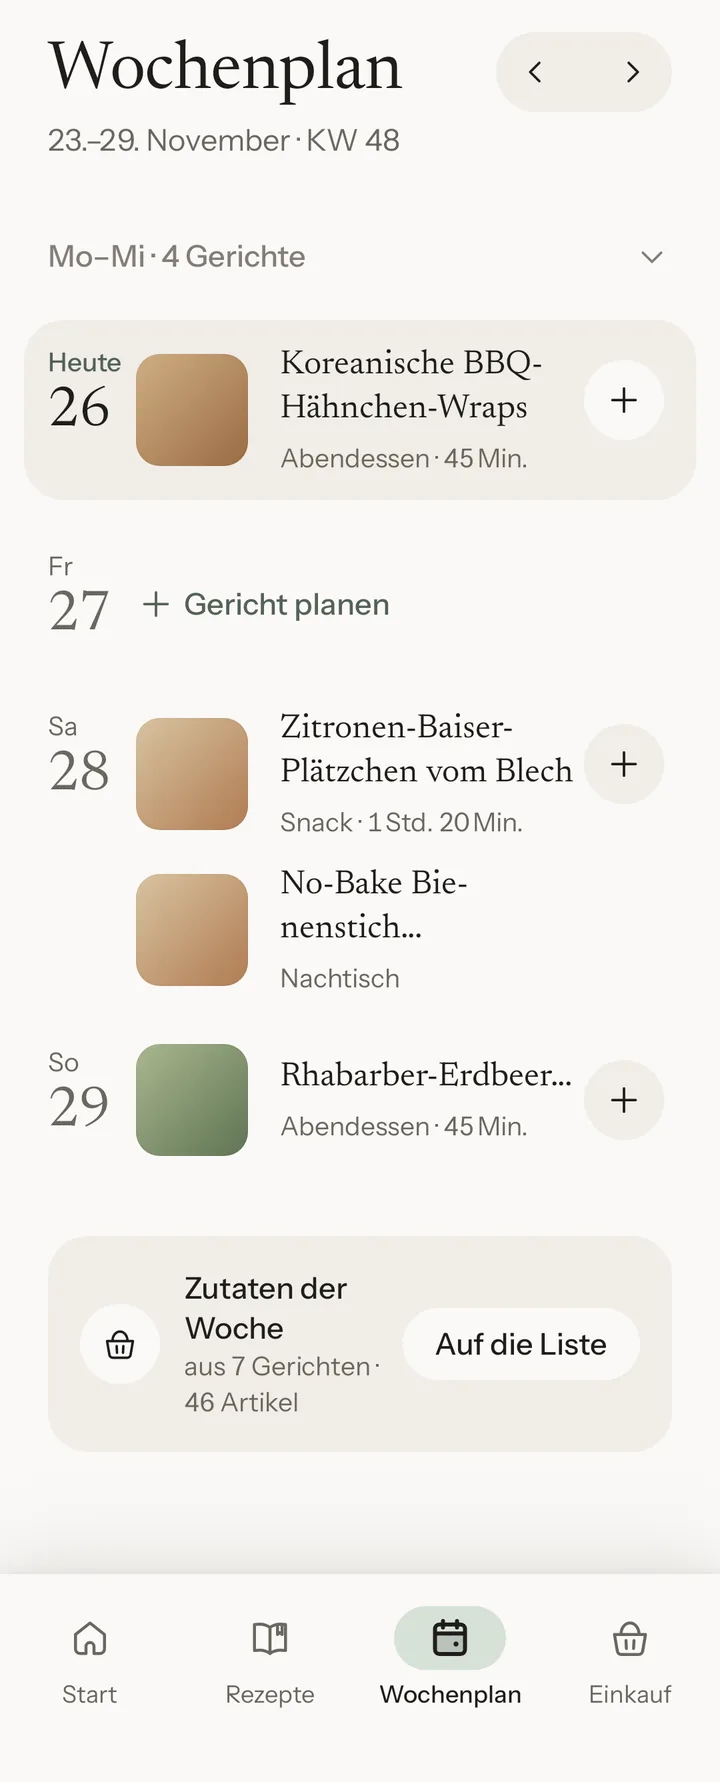 Wochenplan
23.–29. November · KW 48
Mo–Mi · 4 Gerichte
Heute
26
Koreanische BBQ-
Hähnchen-Wraps
Abendessen · 45 Min.
Fr
27
Gericht planen
Sa
28
Zitronen-Baiser-
Plätzchen vom Blech
Snack · 1 Std. 20 Min.
No-Bake Bie-
nenstich...
Nachtisch
So
29
Rhabarber-Erdbeer...
Abendessen · 45 Min.
Zutaten der
Woche
aus 7 Gerichten ·
46 Artikel
Auf die Liste
Start
Rezepte
Wochenplan
Einkauf